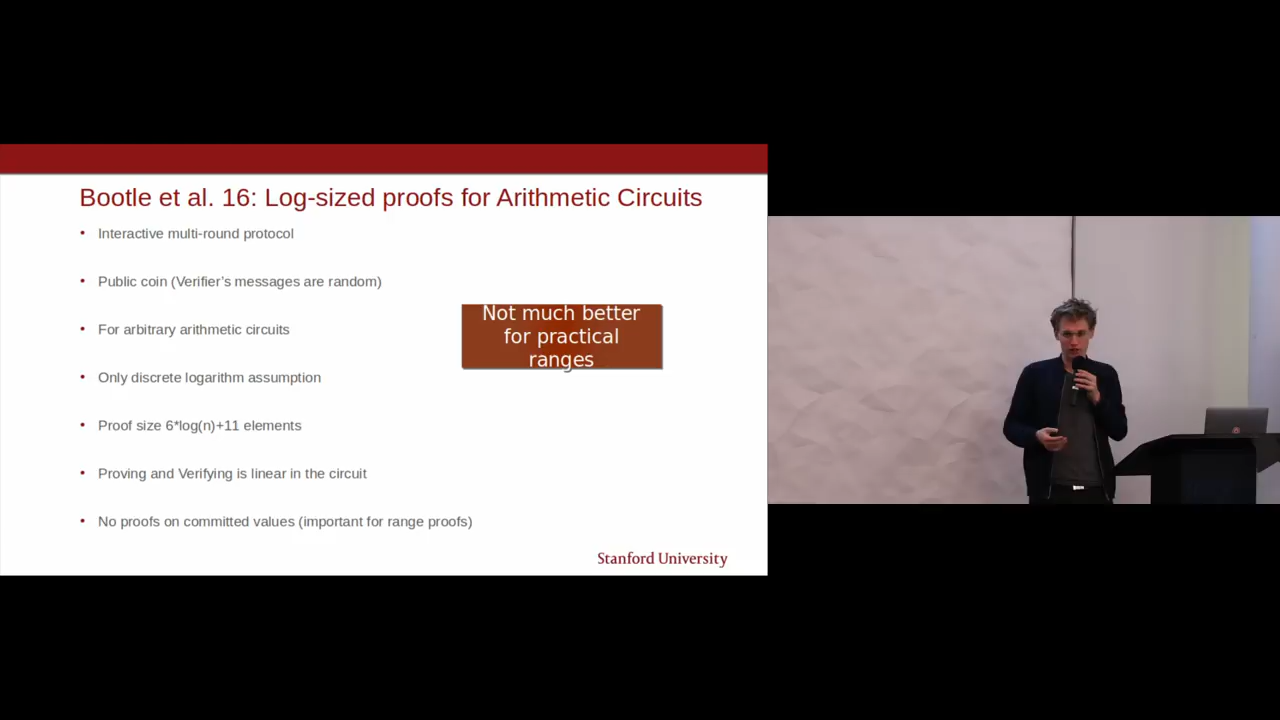 Bootle et al. 16: Log-sized proofs for Arithmetic Circuits
• Interactive multi-round protocol
• Public coin (Verifier’s messages are random)
• For arbitrary arithmetic circuits
Not much better
for practical
ranges
• Only discrete logarithm assumption
• Proof size 6*log(n)+11 elements
• Proving and Verifying is linear in the circuit
• No proofs on committed values (important for range proofs)
Stanford University